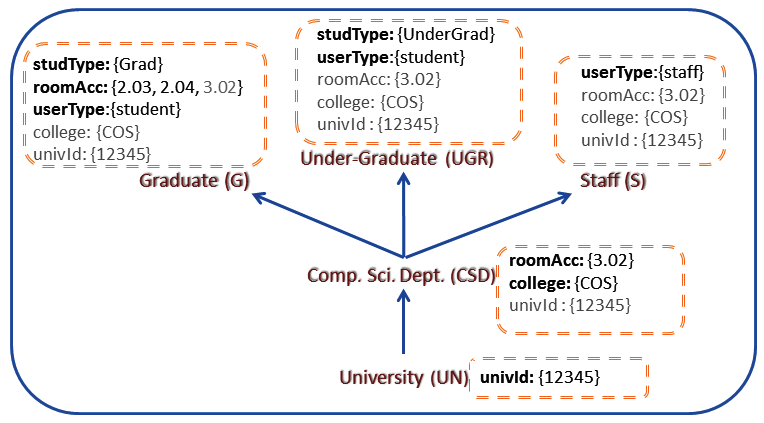 studType: {Grad}
roomAcc: {2.03, 2.04, 3.02}
userType: {student}
college: {COS}
univId: {12345}
Graduate (G)
studType: {UnderGrad}
userType:{student}
roomAcc: {3.02}
college: {COS}
univId : {12345}
Under-Graduate (UGR)
userType:{staff}
roomAcc: {3.02}
college: {COS}
univId: {12345}
Staff (S)
Comp. Sci. Dept. (CSD)
roomAcc: {3.02}
college: {COS}
univId : {12345}
University (UN)
univId: {12345}